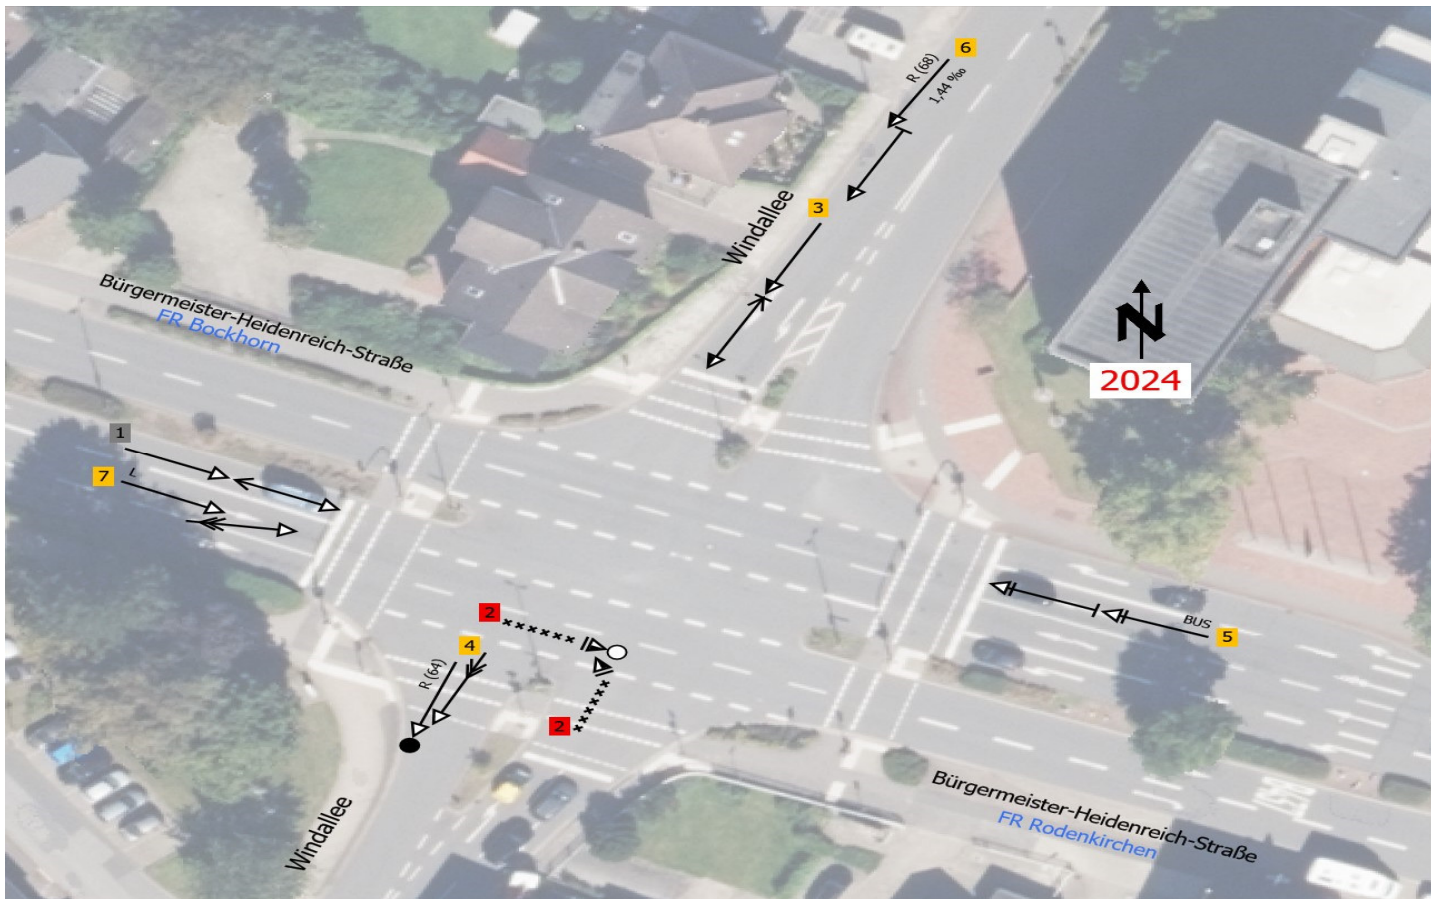 6
R (68)
1,44 ‰
3
Windallee
Bürgermeister-Heidenreich-Straße
FR Bockhorn
N
2024
1
7
L
BUS
5
2
4
R (64)
2
Windallee
Bürgermeister-Heidenreich-Straße
FR Rodenkirchen